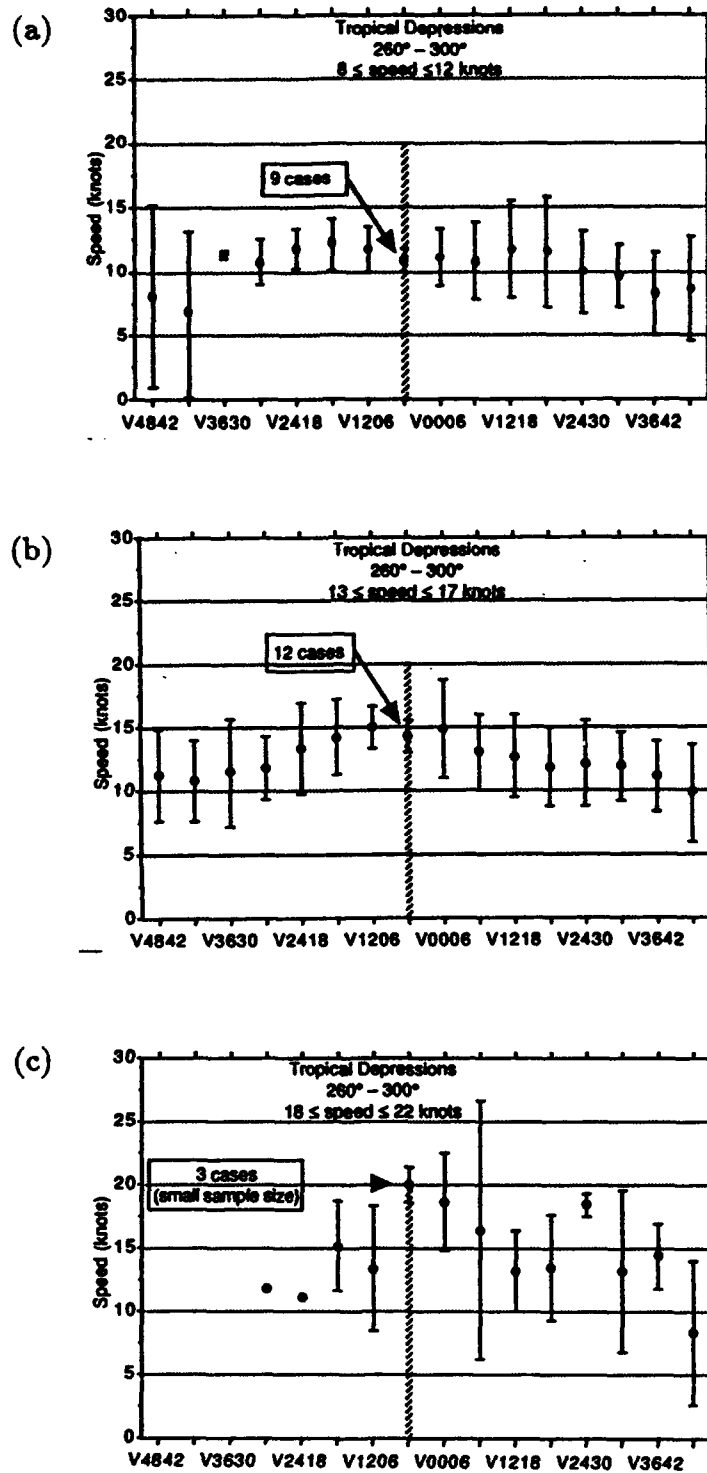 (a)
Tropical Depressions
260° – 300°
8 ≤ speed ≤12 knots
9 cases
Speed (knots)
30
25
20
15
10
5
0
V4842 V3630 V2418 V1206 V0006 V1218 V2430 V3642
(b)
Tropical Depressions
260° – 300°
13 ≤ speed ≤ 17 knots
12 cases
Speed (knots)
30
25
20
15
10
5
0
V4842 V3630 V2418 V1206 V0006 V1218 V2430 V3642
(c)
Tropical Depressions
260° – 300°
18 ≤ speed ≤ 22 knots
3 cases
(small sample size)
Speed (knots)
30
25
20
15
10
5
0
V4842 V3630 V2418 V1206 V0006 V1218 V2430 V3642